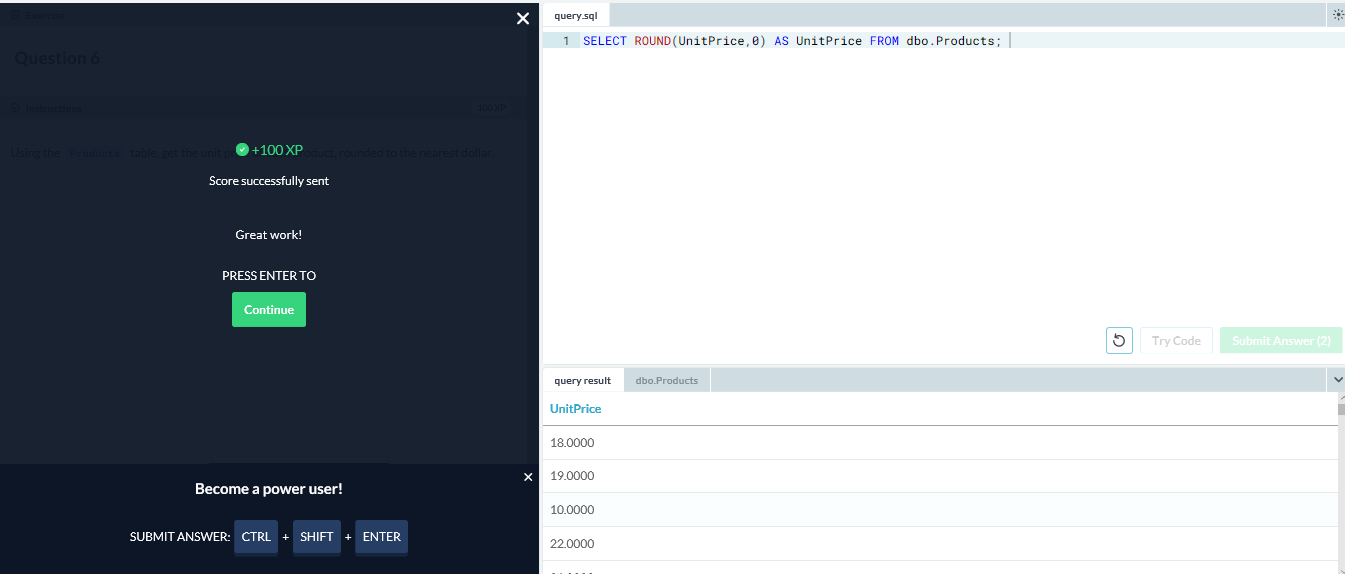 Exercise
Question 6
Instructions
100 XP
Using the Products table, get the unit product, rounded to the nearest dollar.
+100 XP
Score successfully sent
Great work!
PRESS ENTER TO
Continue
Become a power user!
SUBMIT ANSWER: CTRL + SHIFT + ENTER
query.sql
1 SELECT ROUND(UnitPrice,0) AS UnitPrice FROM dbo.Products;
Try Code
Submit Answer (2)
query result
dbo.Products
UnitPrice
18.0000
19.0000
10.0000
22.0000